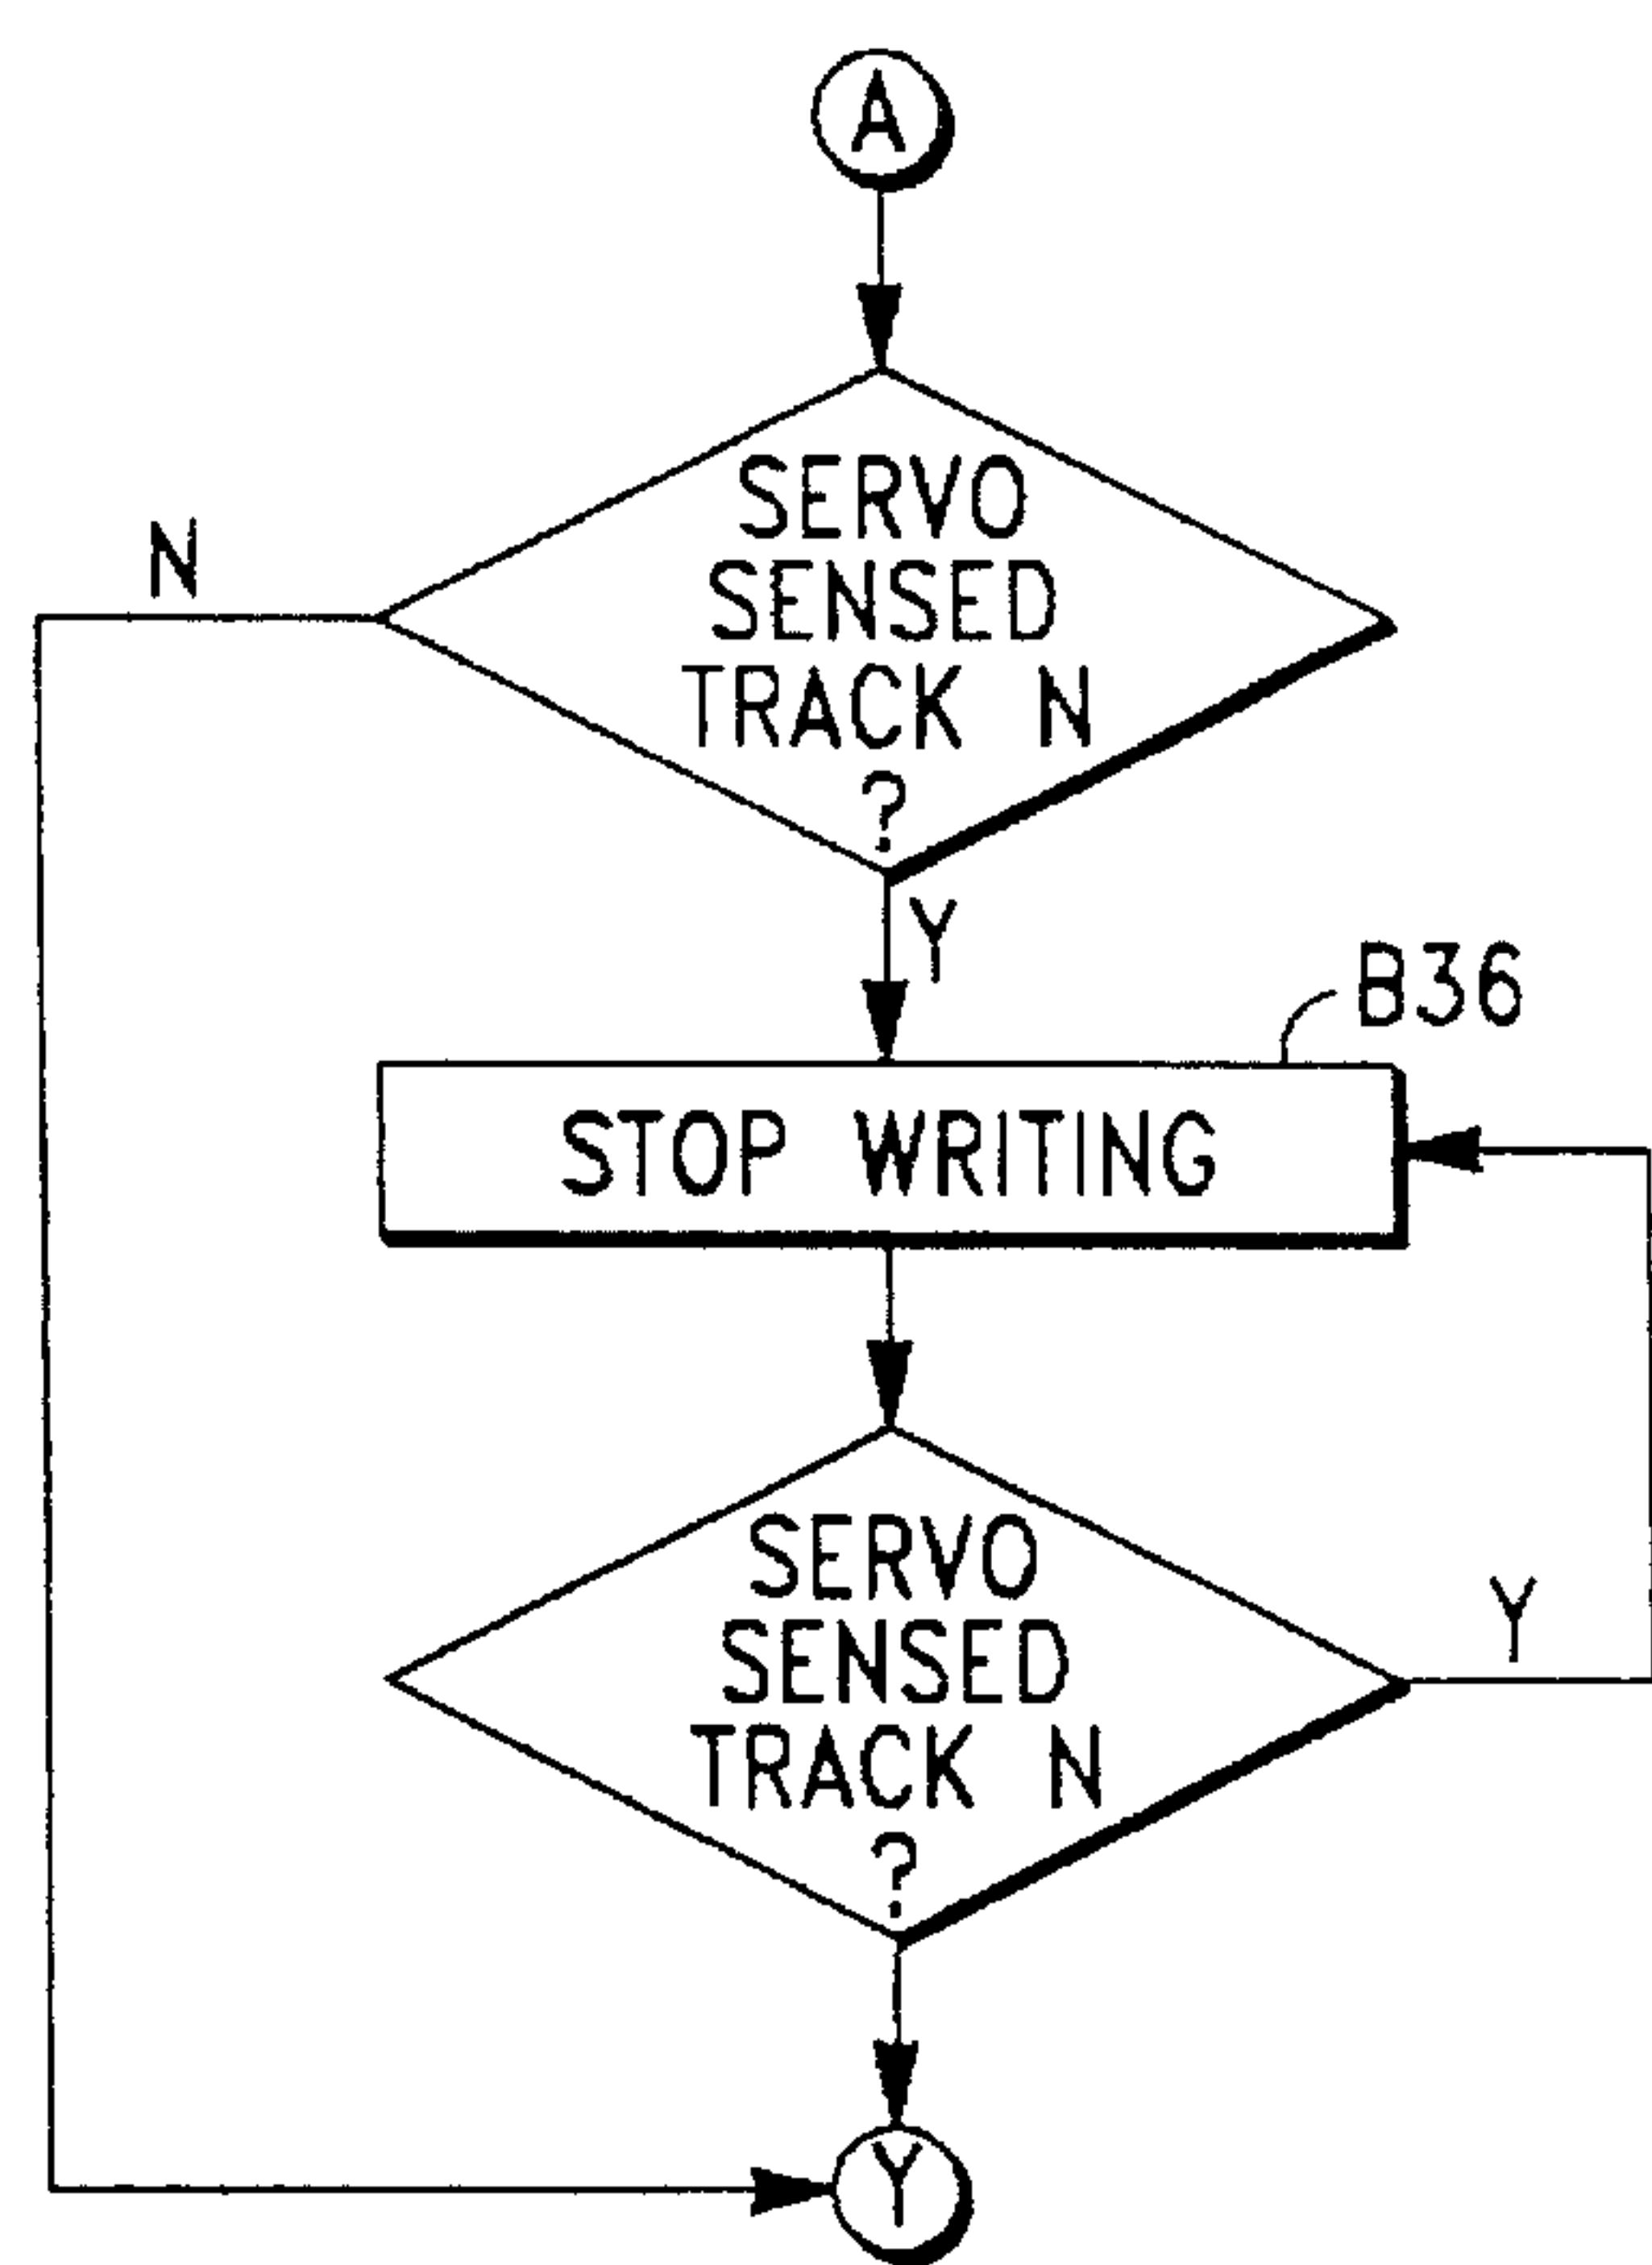 A
SERVO
SENSED
TRACK N
?
N
Y
B36
STOP WRITING
SERVO
SENSED
TRACK N
?
Y
Y